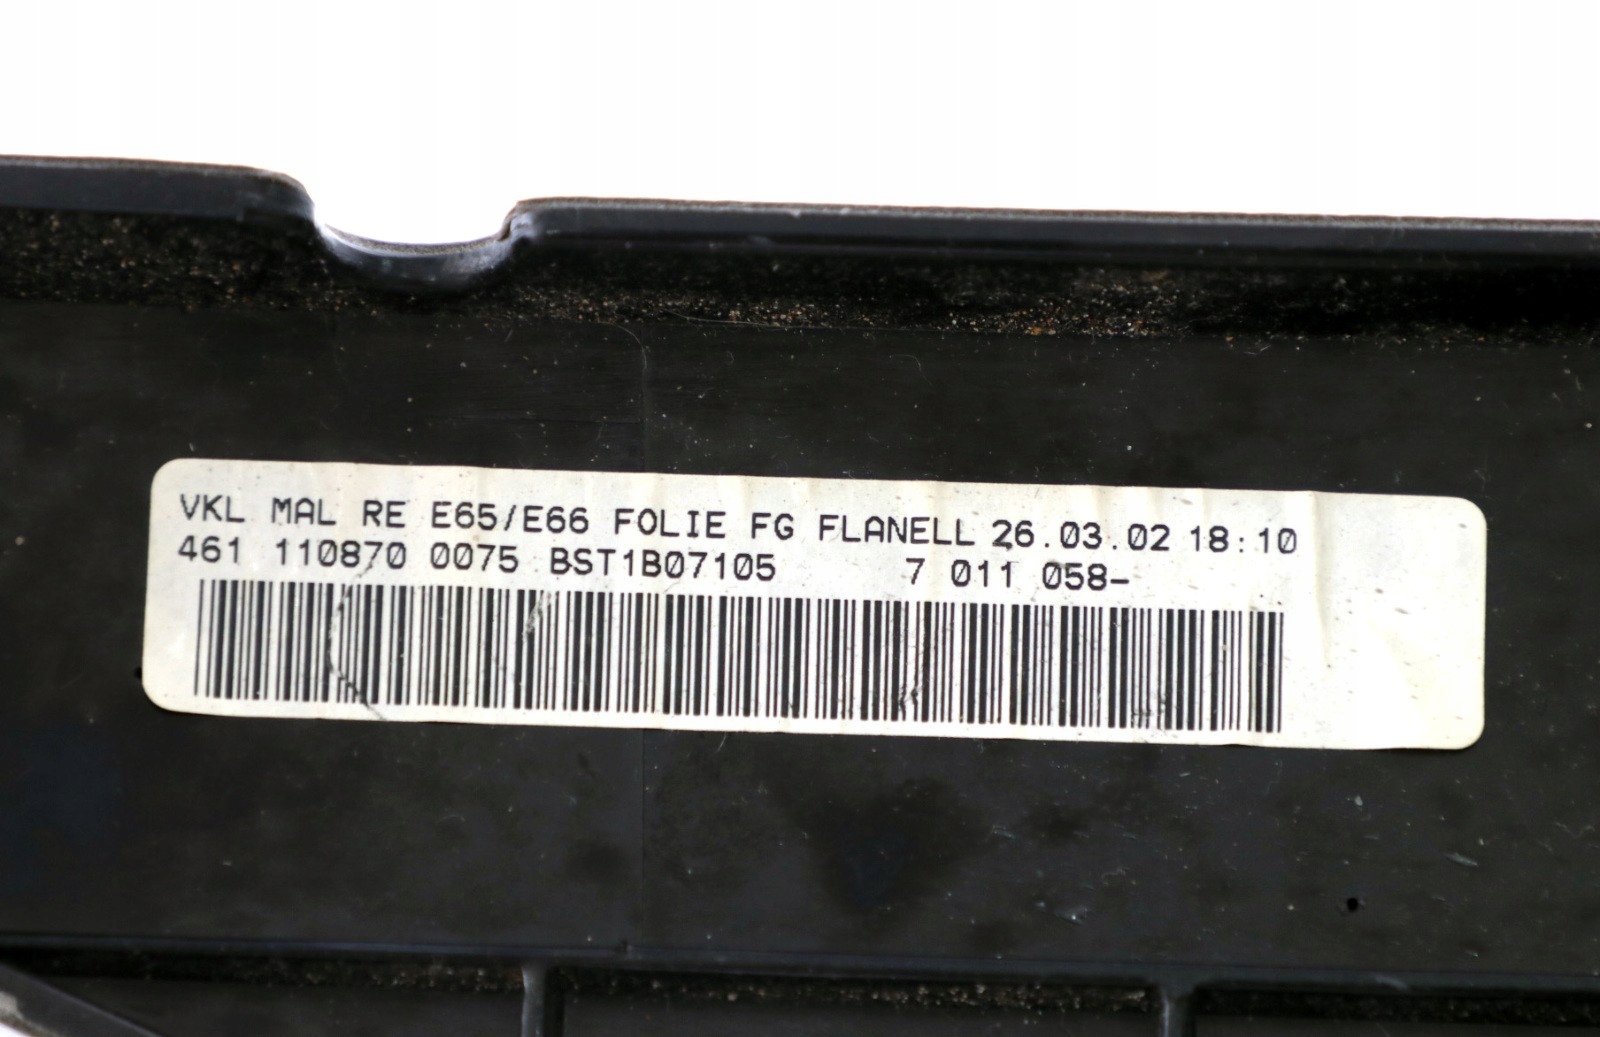 VKL MAL RE E65/E66 FOLIE FG FLANELL 26.03.02 18:10
461 110870 0075 BST1B07105 7 011 058-